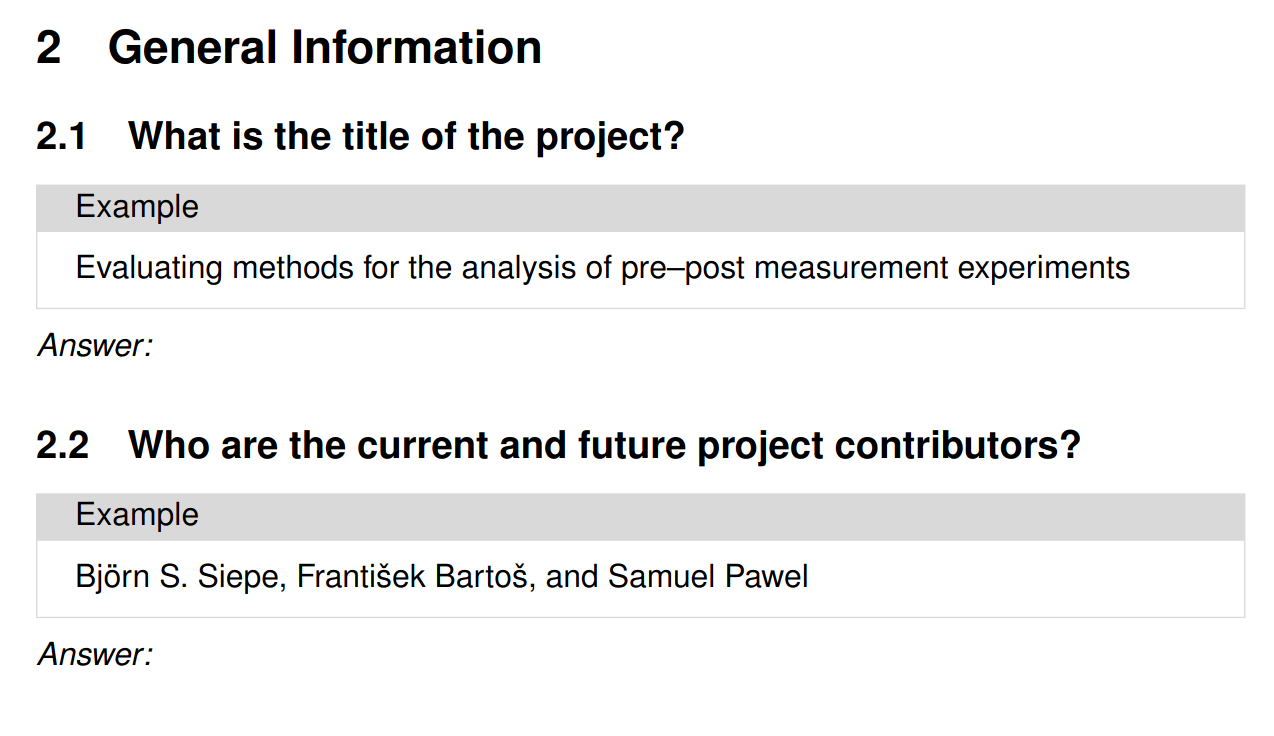 2 General Information
2.1 What is the title of the project?
Example
Evaluating methods for the analysis of pre–post measurement experiments
Answer:
2.2 Who are the current and future project contributors?
Example
Björn S. Siepe, František Bartoš, and Samuel Pawel
Answer: